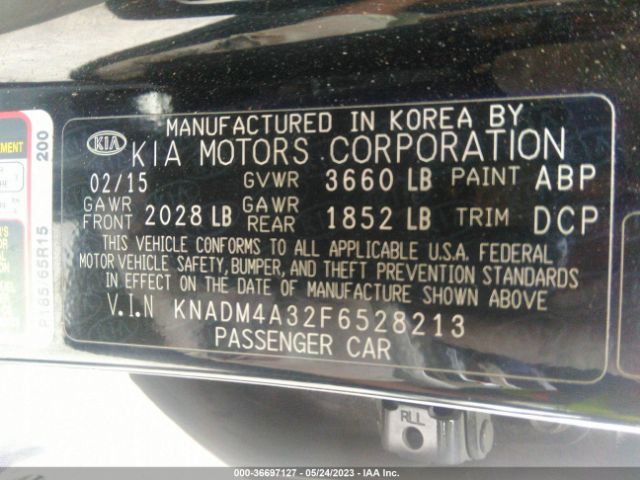 MANUFACTURED IN KOREA BY
KIA KIA MOTORS CORPORATION
02/15 GVWR 3660 LB PAINT ABP
GAWR FRONT 2028 LB GAWR REAR 1852 LB TRIM DCP
THIS VEHICLE CONFORMS TO ALL APPLICABLE U.S.A. FEDERAL
MOTOR VEHICLE SAFETY, BUMPER, AND THEFT PREVENTION STANDARDS
IN EFFECT ON THE DATE OF MANUFACTURE SHOWN ABOVE
V.I.N KNADM4A32F6528213
PASSENGER CAR
200
P185/65R15
RLL
000-36697127 - 05/24/2023 - IAA Inc.